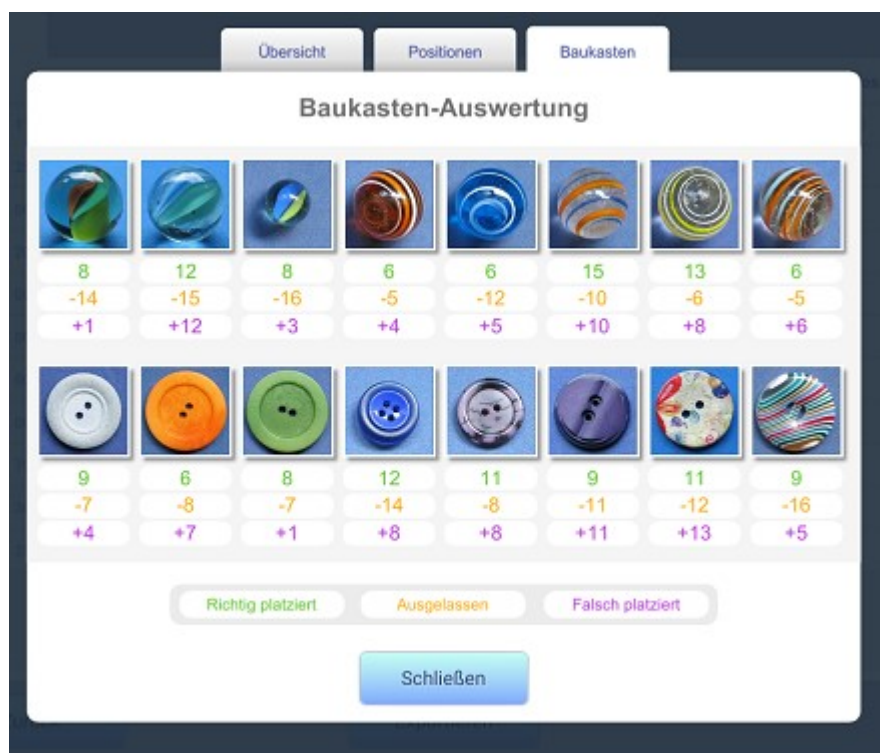 Übersicht Positionen Baukasten
Baukasten-Auswertung
8 12 8 6 6 15 13 6
-14 -15 -16 -5 -12 -10 -6 -5
+1 +12 +3 +4 +5 +10 +8 +6
9 6 8 12 11 9 11 9
-7 -8 -7 -14 -8 -11 -12 -16
+4 +7 +1 +8 +8 +11 +13 +5
Richtig platziert Ausgelassen Falsch platziert
Schließen